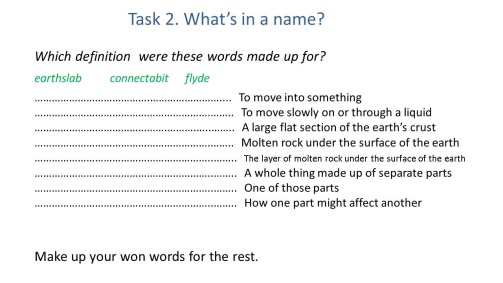 Task 2. What's in a name?
Which definition were these words made up for?
earthslab connectabit flyde
.................................................................... To move into something
..................................................................... To move slowly on or through a liquid
..................................................................... A large flat section of the earth's crust
..................................................................... Molten rock under the surface of the earth
...................................................................... The layer of molten rock under the surface of the earth
...................................................................... A whole thing made up of separate parts
...................................................................... One of those parts
...................................................................... How one part might affect another
Make up your won words for the rest.